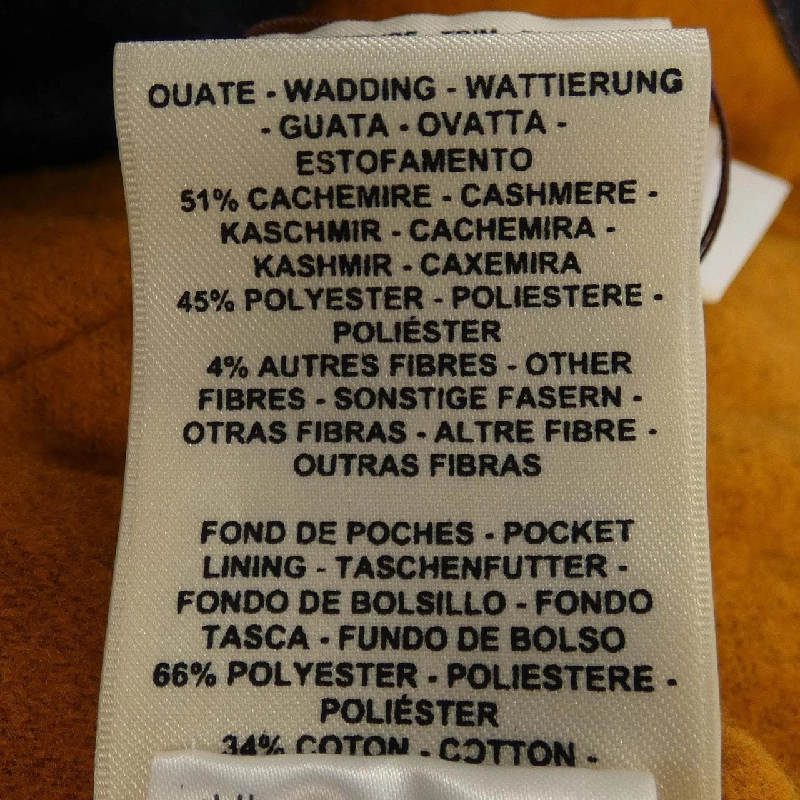 TRIM -
OUATE - WADDING - WATTIERUNG
- GUATA - OVATTA -
ESTOFAMENTO
51% CACHEMIRE - CASHMERE -
KASCHMIR - CACHEMIRA -
KASHMIR - CAXEMIRA
45% POLYESTER - POLIESTERE -
POLIÉSTER
4% AUTRES FIBRES - OTHER
FIBRES - SONSTIGE FASERN -
OTRAS FIBRAS - ALTRE FIBRE -
OUTRAS FIBRAS
FOND DE POCHES - POCKET
LINING - TASCHENFUTTER -
FONDO DE BOLSILLO - FONDO
TASCA - FUNDO DE BOLSO
66% POLYESTER - POLIESTERE -
POLIÉSTER
34% COTON - COTTON -